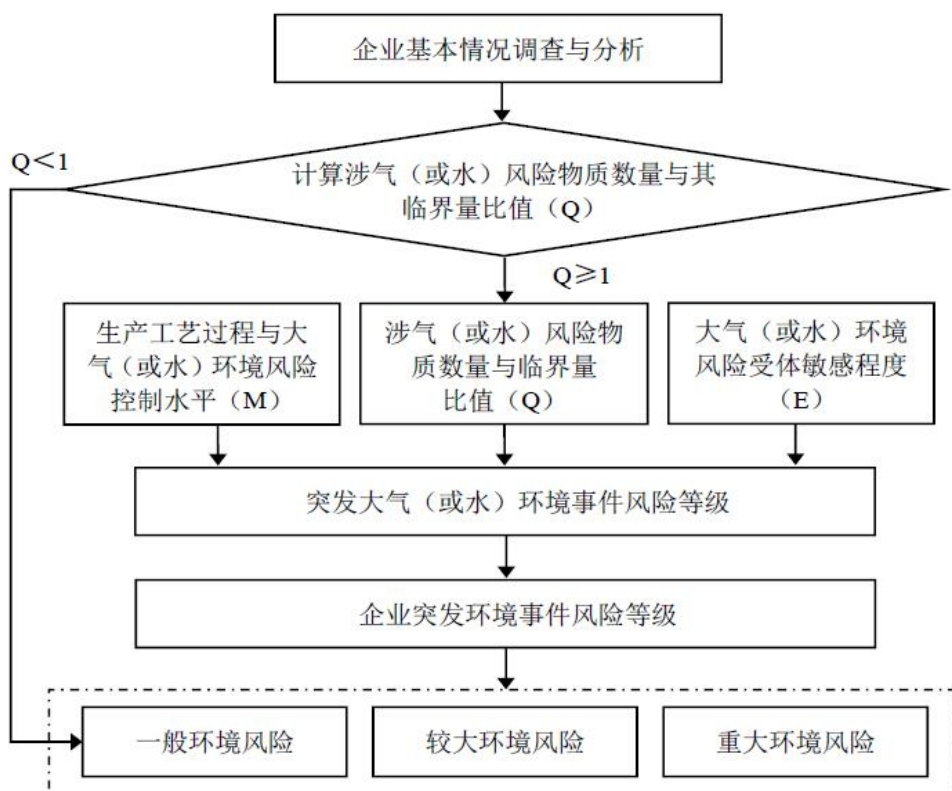 企业基本情况调查与分析
Q＜1
计算涉气（或水）风险物质数量与其
临界量比值（Q）
Q≥1
生产工艺过程与大
气（或水）环境风险
控制水平（M）
涉气（或水）风险物
质数量与临界量
比值（Q）
大气（或水）环境
风险受体敏感程度
（E）
突发大气（或水）环境事件风险等级
企业突发环境事件风险等级
一般环境风险
较大环境风险
重大环境风险